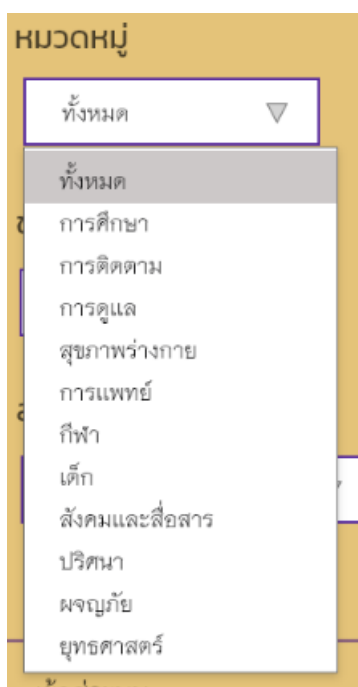 หมวดหมู่
ทั้งหมด
ทั้งหมด
การศึกษา
การติดตาม
การดูแล
สุขภาพร่างกาย
การแพทย์
กีฬา
เด็ก
สังคมและสื่อสาร
ปริศนา
ผจญภัย
ยุทธศาสตร์